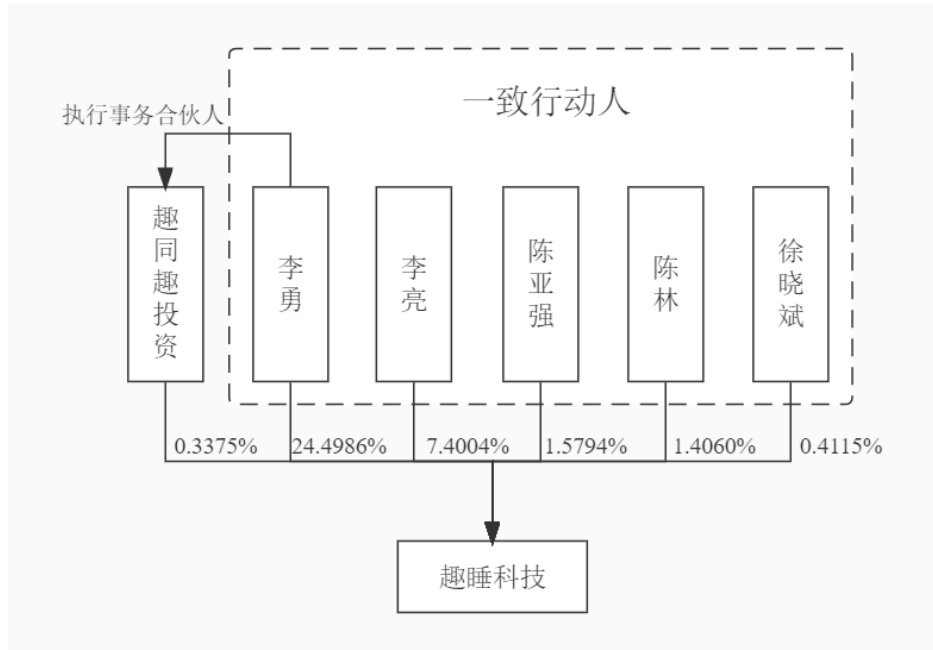 一致行动人
执行事务合伙人
趣同趣投资
李勇
李亮
陈亚强
陈林
徐晓斌
0.3375%
24.4986%
7.4004%
1.5794%
1.4060%
0.4115%
趣睡科技